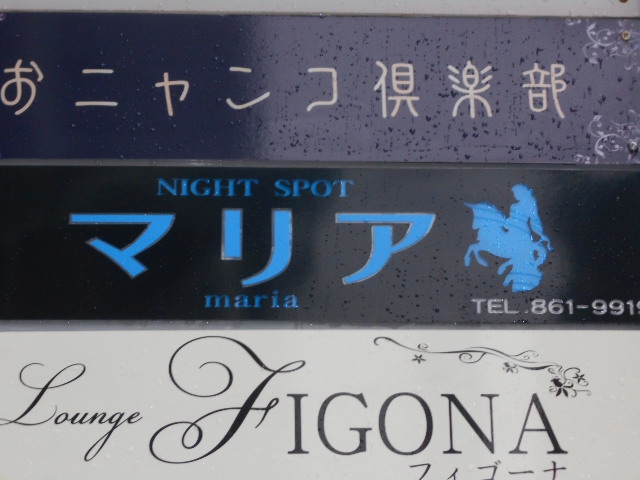 おニャンコ倶楽部
NIGHT SPOT
マリア
maria
TEL.861-9919
Lounge FIGONA
フィゴーナ